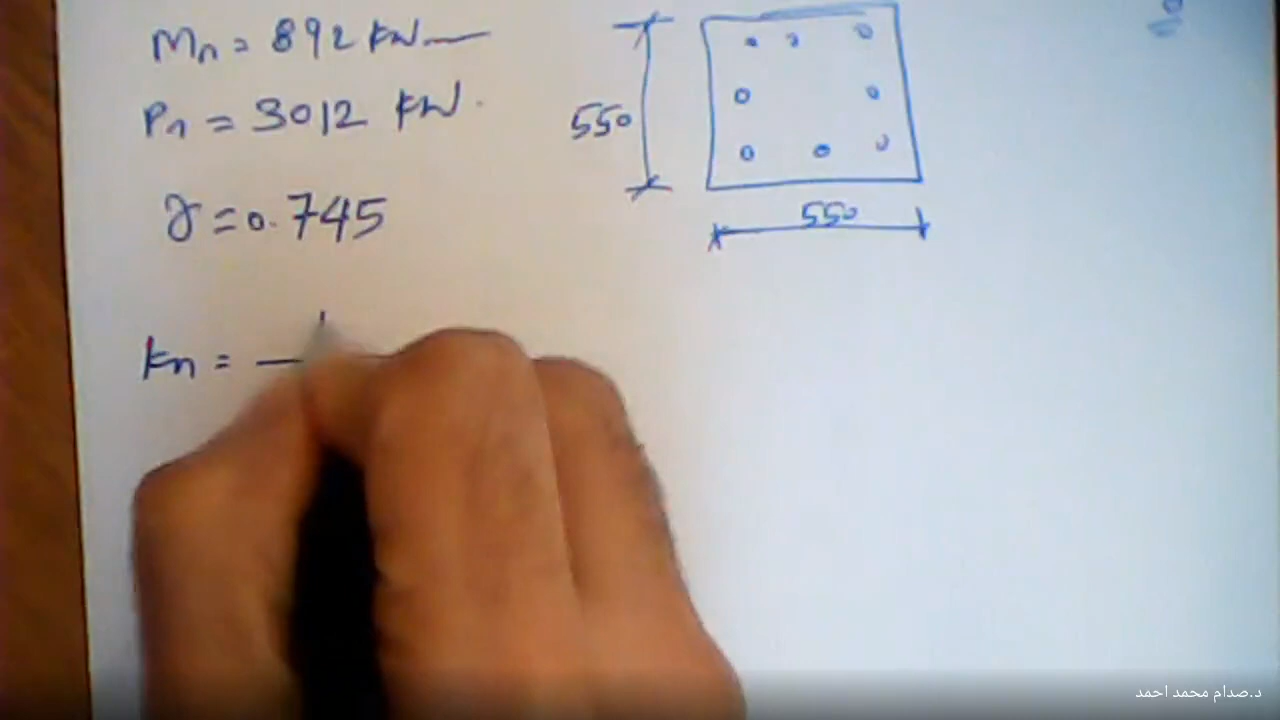 Mn = 892 kN
Pn = 3012 kN.
550
550
γ = 0.745
kn =
د.صدام محمد احمد